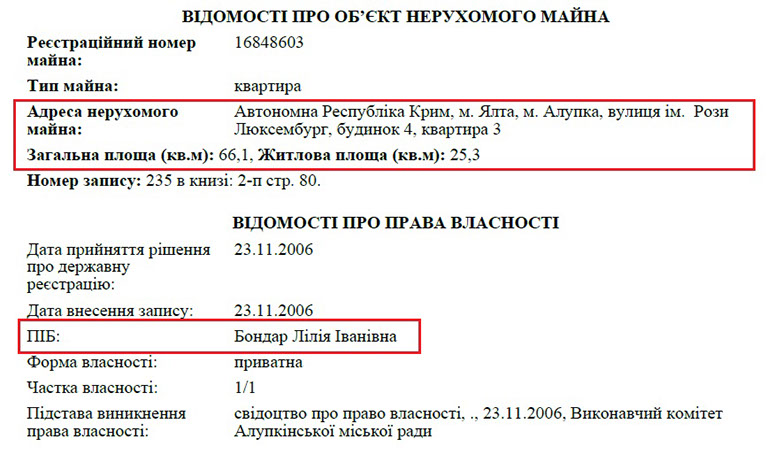 ВІДОМОСТІ ПРО ОБ’ЄКТ НЕРУХОМОГО МАЙНА
Реєстраційний номер майна: 16848603
Тип майна: квартира
Адреса нерухомого майна: Автономна Республіка Крим, м. Ялта, м. Алупка, вулиця ім. Рози
Люксембург, будинок 4, квартира 3
Загальна площа (кв.м): 66,1, Житлова площа (кв.м): 25,3
Номер запису: 235 в книзі: 2-п стр. 80.
ВІДОМОСТІ ПРО ПРАВА ВЛАСНОСТІ
Дата прийняття рішення про державну реєстрацію: 23.11.2006
Дата внесення запису: 23.11.2006
ПІБ: Бондар Лілія Іванівна
Форма власності: приватна
Частка власності: 1/1
Підстава виникнення права власності: свідоцтво про право власності, ., 23.11.2006, Виконавчий комітет
Алупкінської міської ради